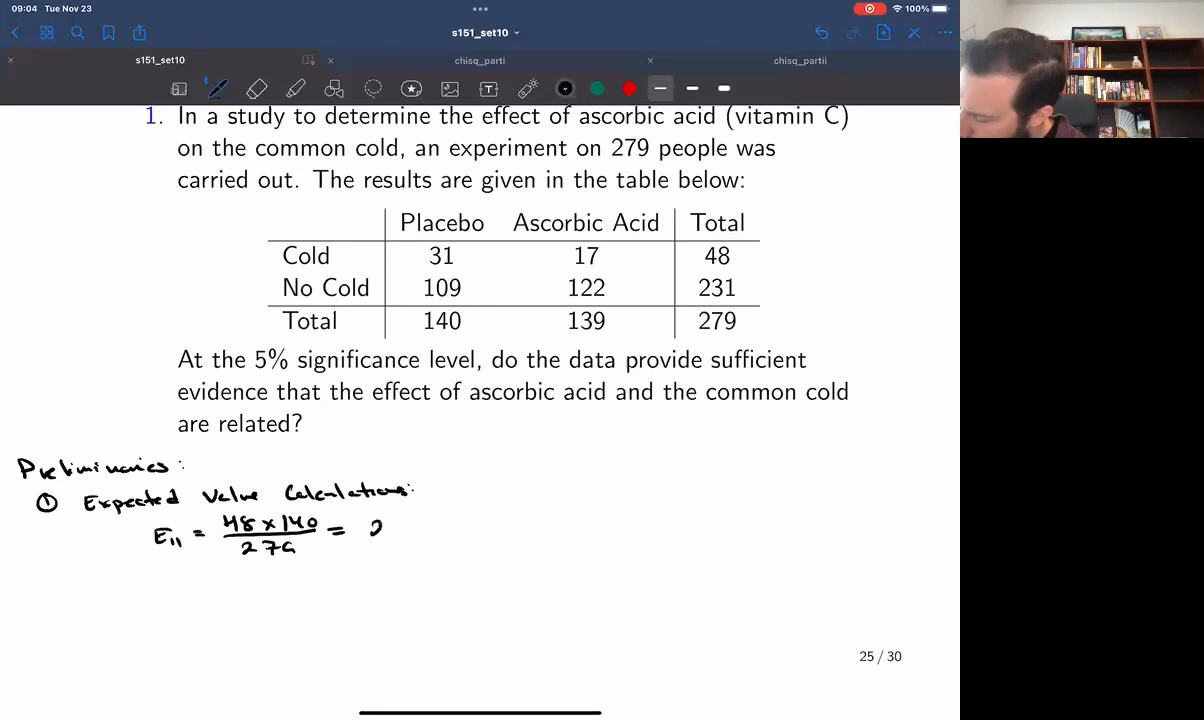 09:04 Tue Nov 23
100%
s151_set10
s151_set10
chisq_parti
chisq_partii
1. In a study to determine the effect of ascorbic acid (vitamin C)
on the common cold, an experiment on 279 people was
carried out. The results are given in the table below:
Placebo Ascorbic Acid Total
Cold 31 17 48
No Cold 109 122 231
Total 140 139 279
At the 5% significance level, do the data provide sufficient
evidence that the effect of ascorbic acid and the common cold
are related?
Preliminaries:
① Expected Value Calculations:
E₁₁ = 48 × 140 / 279 = 2
25 / 30